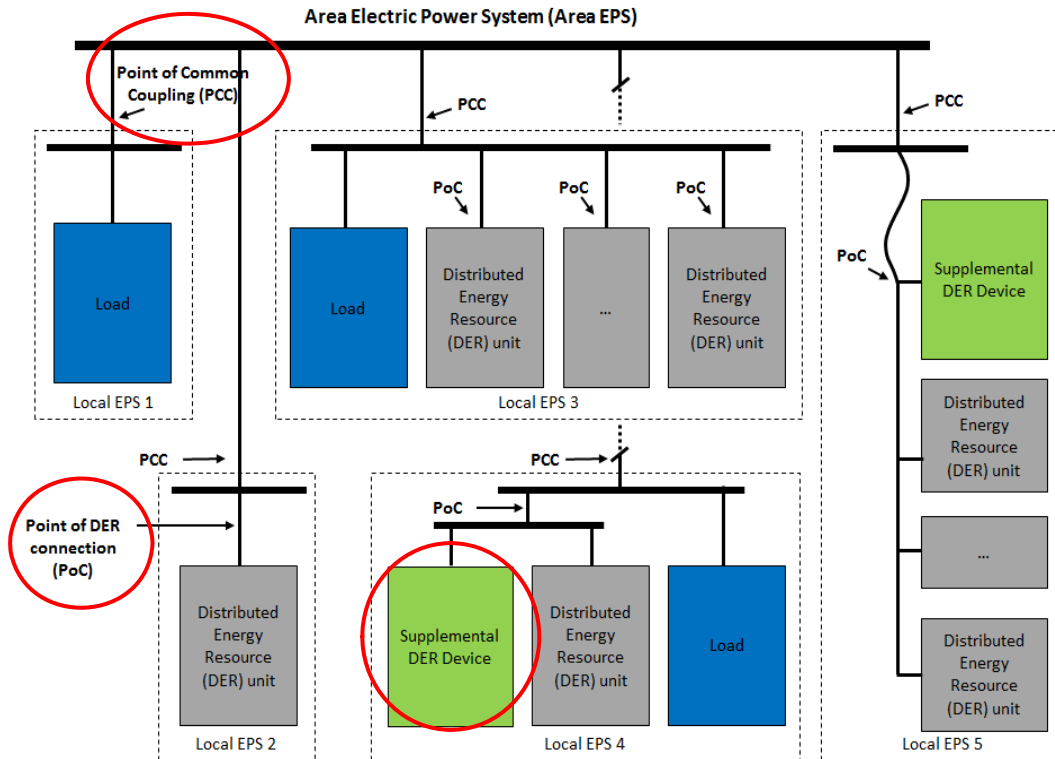 Area Electric Power System (Area EPS)
Point of Common
Coupling (PCC)
PCC
PCC
PoC
PoC
PoC
Load
Load
Distributed
Energy
Resource
(DER) unit
...
Distributed
Energy
Resource
(DER) unit
Local EPS 1
Local EPS 3
PoC
Supplemental
DER Device
Distributed
Energy
Resource
(DER) unit
...
Distributed
Energy
Resource
(DER) unit
Local EPS 5
PCC
Point of DER
connection
(PoC)
Distributed
Energy
Resource
(DER) unit
Local EPS 2
PCC
PoC
Supplemental
DER Device
Distributed
Energy
Resource
(DER) unit
Load
Local EPS 4